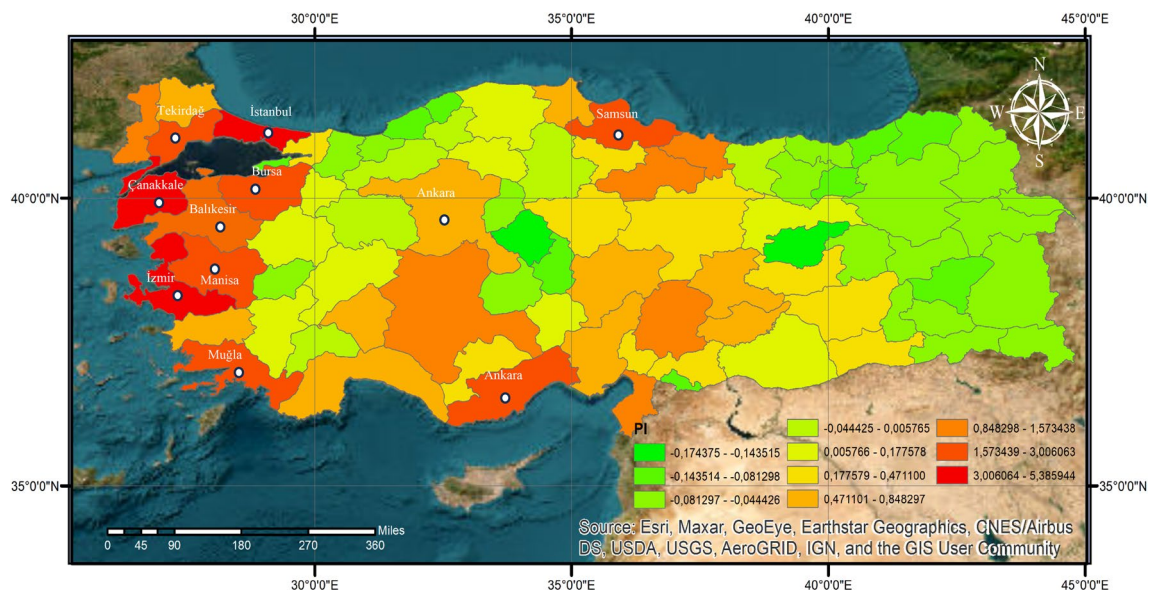 30°0'0"E 35°0'0"E 40°0'0"E 45°0'0"E
N
W E
S
Tekirdağ
İstanbul
Samsun
Çanakkale
Bursa
Balıkesir
Ankara
40°0'0"N 40°0'0"N
İzmir
Manisa
Muğla
Ankara
PI
-0,174375 - -0,143515
-0,143514 - -0,081298
-0,081297 - -0,044426
-0,044425 - 0,005765
0,005766 - 0,177578
0,177579 - 0,471100
0,471101 - 0,848297
0,848298 - 1,573438
1,573439 - 3,006063
3,006064 - 5,385944
35°0'0"N 35°0'0"N
Miles
0 45 90 180 270 360
Source: Esri, Maxar, GeoEye, Earthstar Geographics, CNES/Airbus
DS, USDA, USGS, AeroGRID, IGN, and the GIS User Community
30°0'0"E 35°0'0"E 40°0'0"E 45°0'0"E